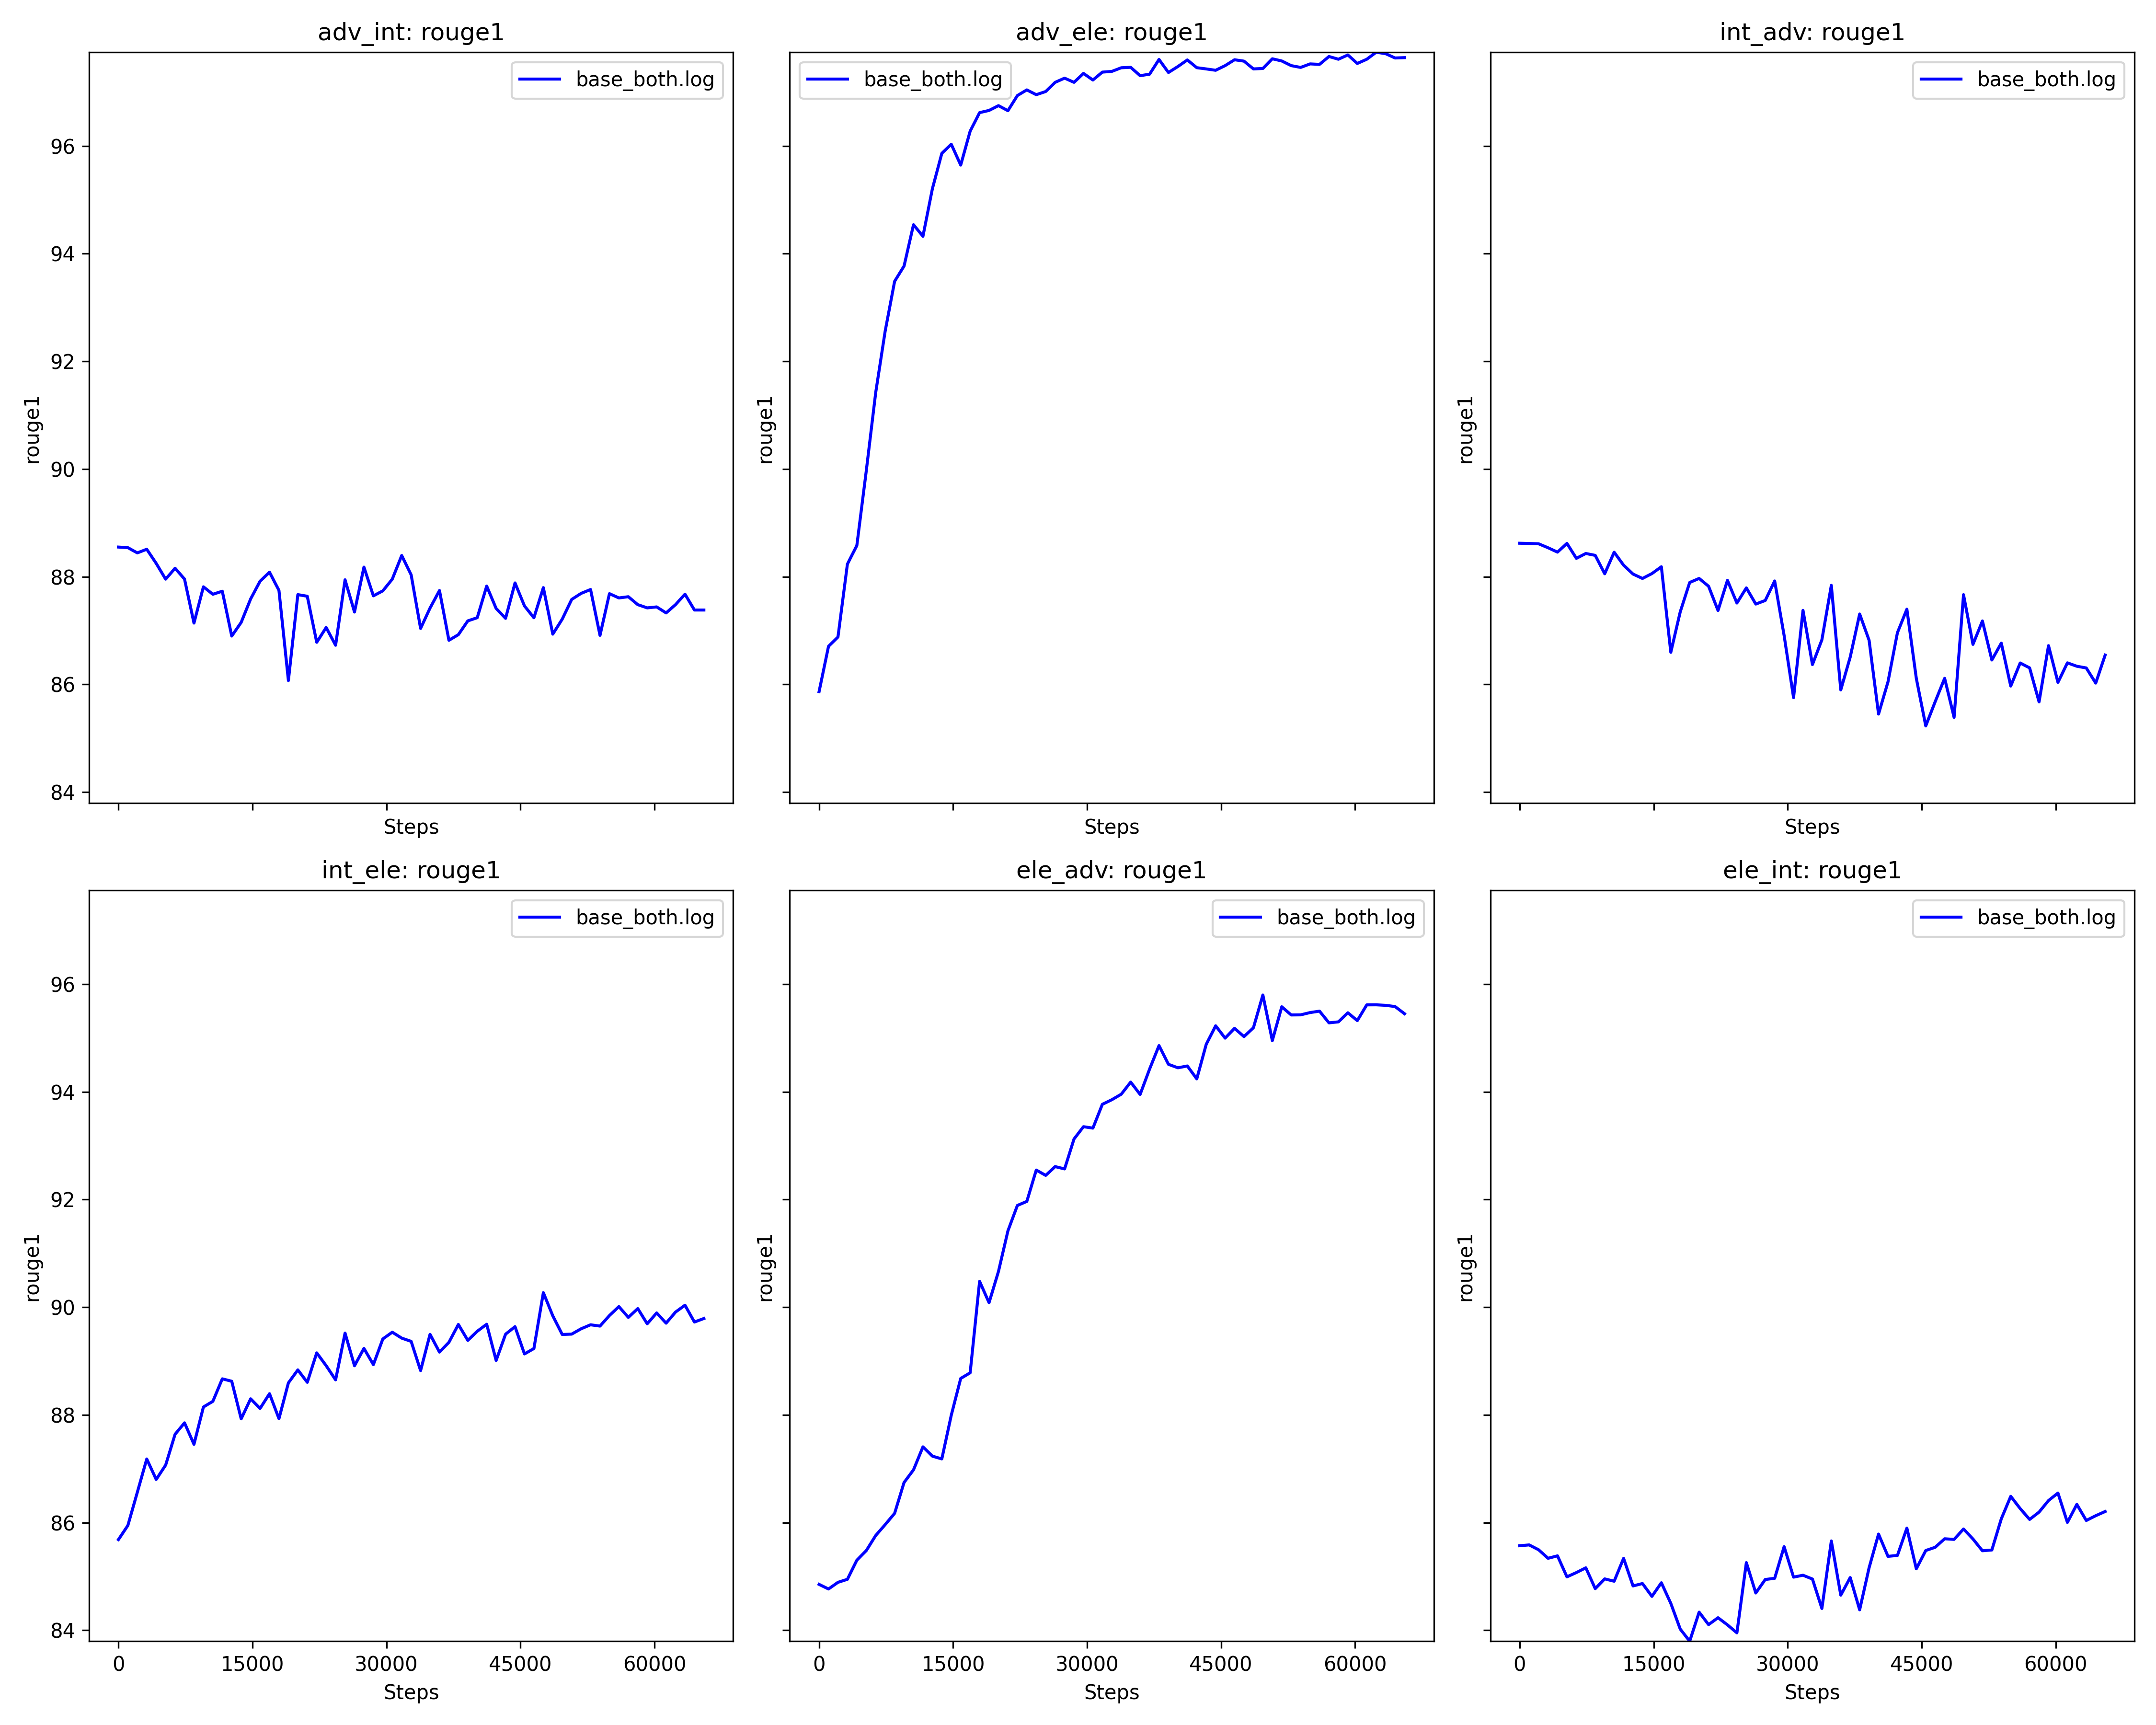 adv_int: rouge1
base_both.log
96
94
92
90
88
86
84
rouge1
Steps
adv_ele: rouge1
base_both.log
rouge1
Steps
int_adv: rouge1
base_both.log
rouge1
Steps
int_ele: rouge1
base_both.log
96
94
92
90
88
86
84
rouge1
0 15000 30000 45000 60000
Steps
ele_adv: rouge1
base_both.log
rouge1
0 15000 30000 45000 60000
Steps
ele_int: rouge1
base_both.log
rouge1
0 15000 30000 45000 60000
Steps